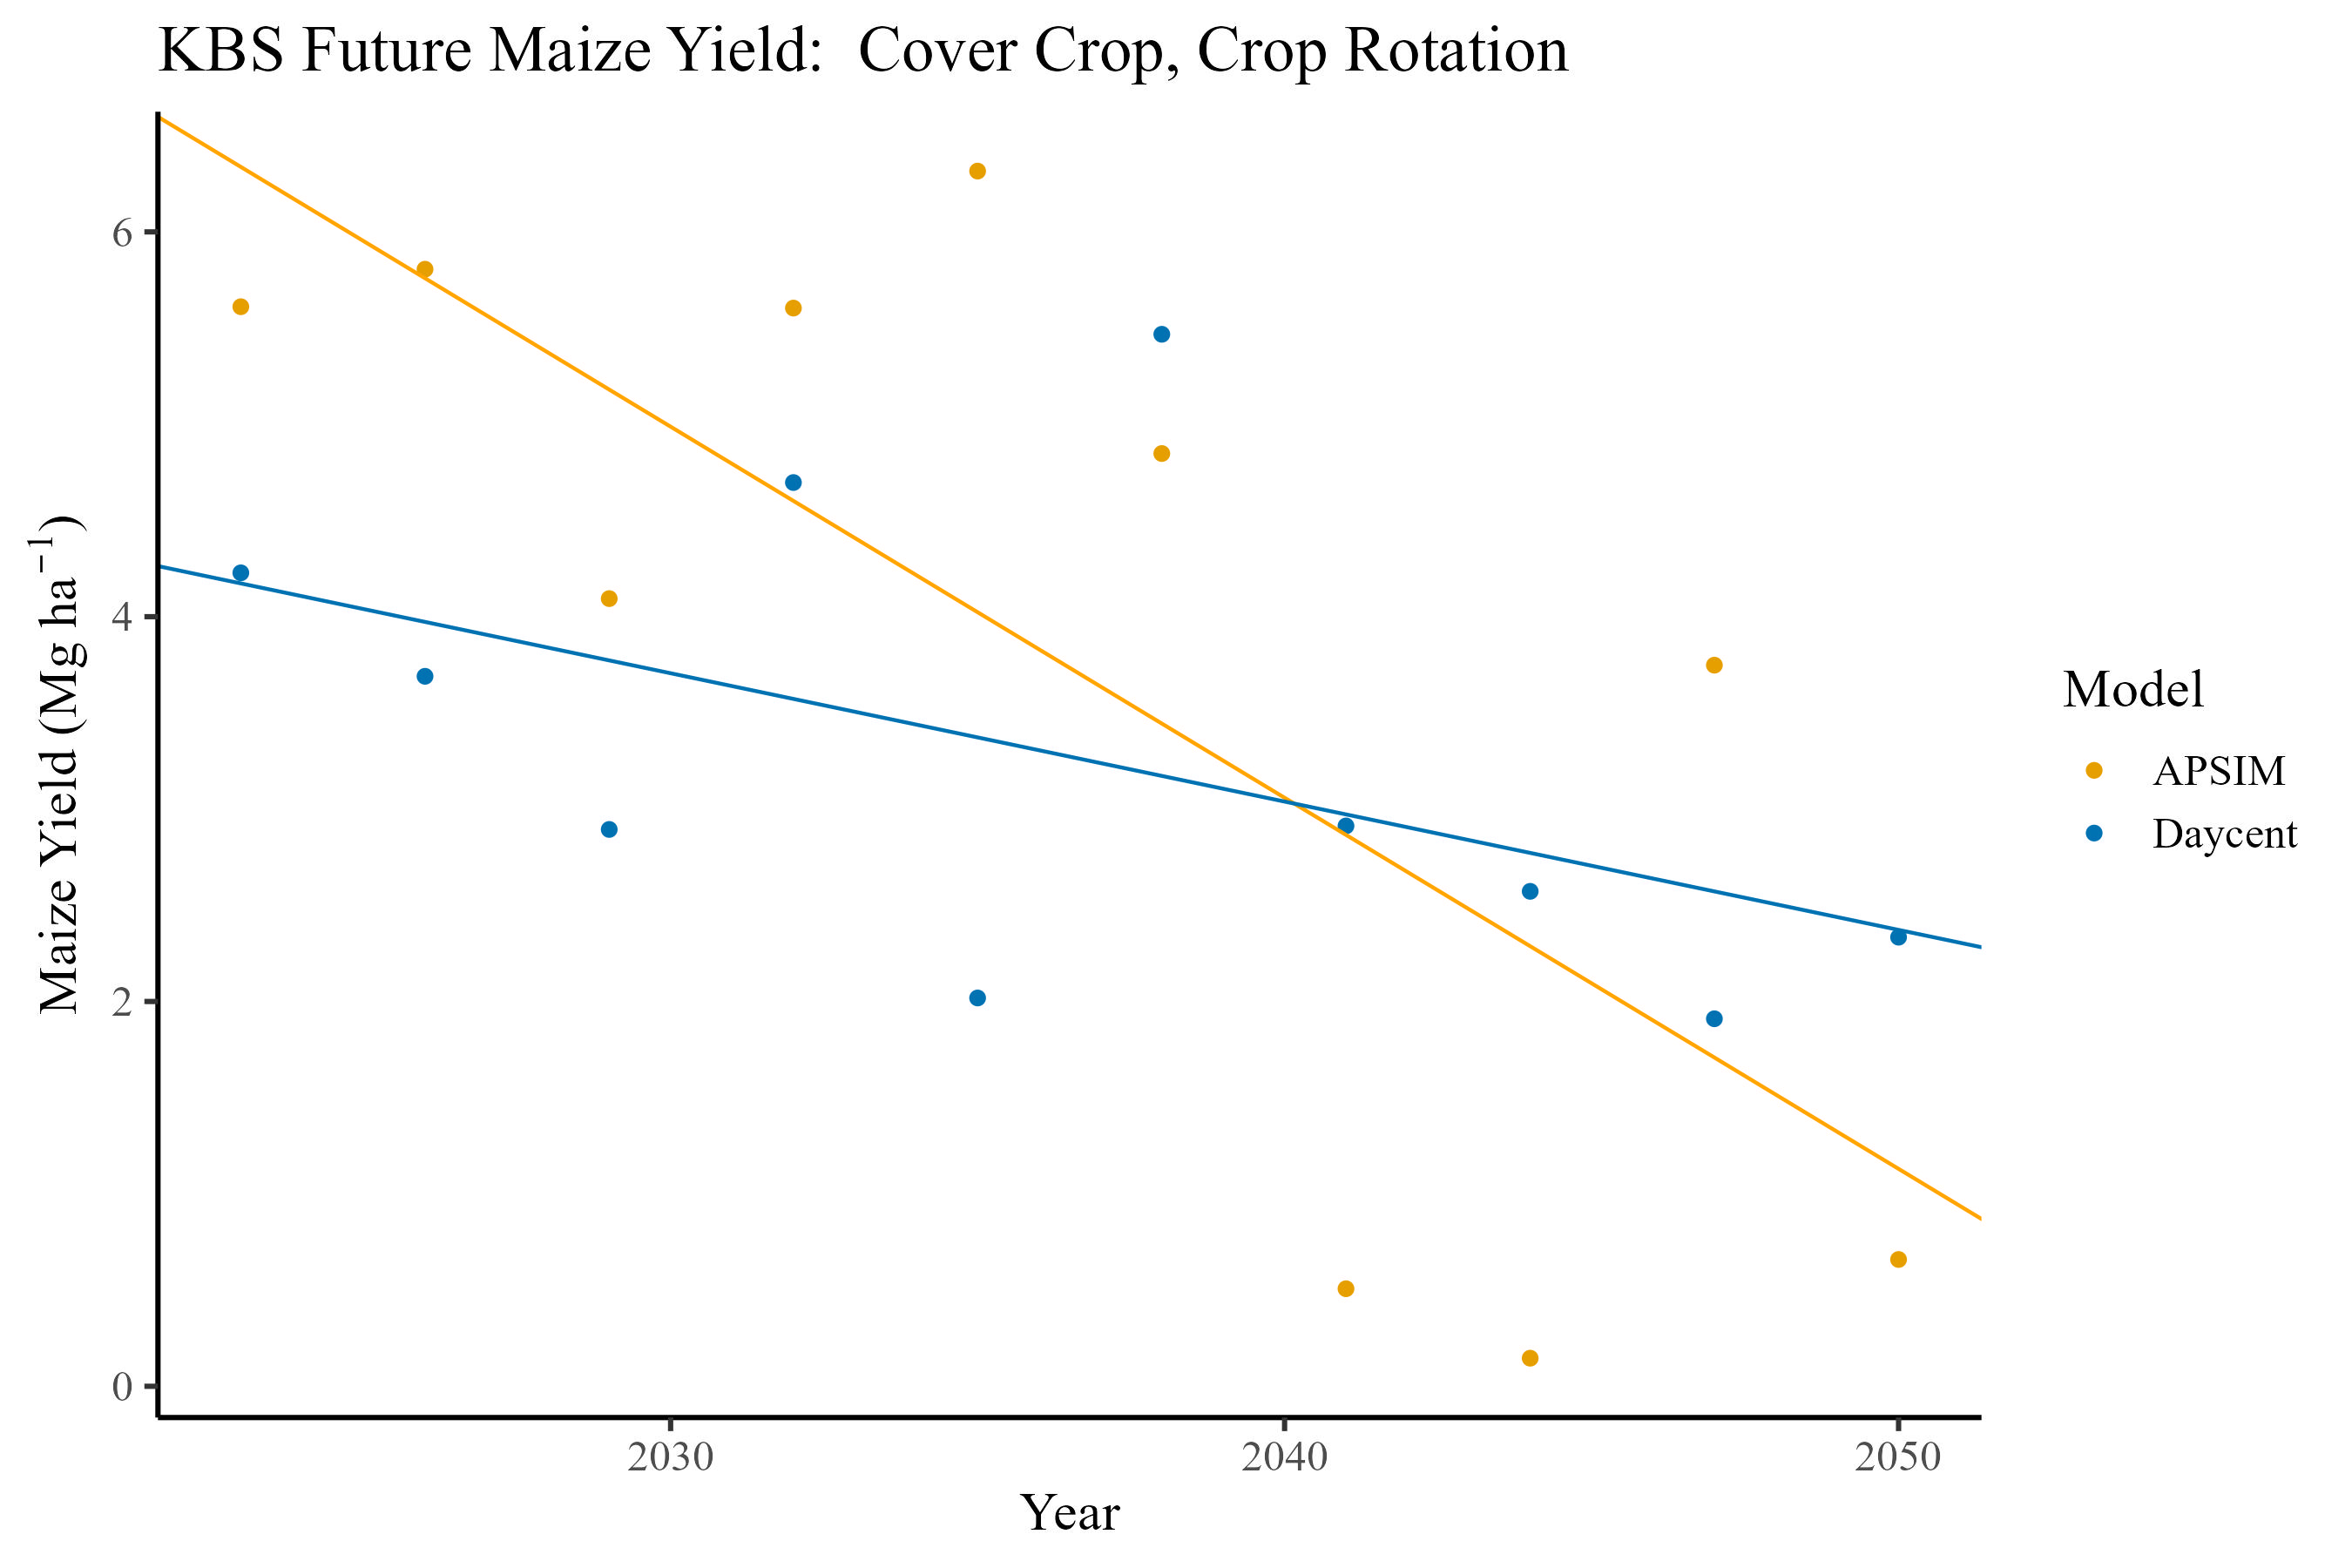 KBS Future Maize Yield:  Cover Crop, Crop Rotation
Maize Yield (Mg ha⁻¹)
6
4
2
0
2030
2040
2050
Year
Model
APSIM
Daycent